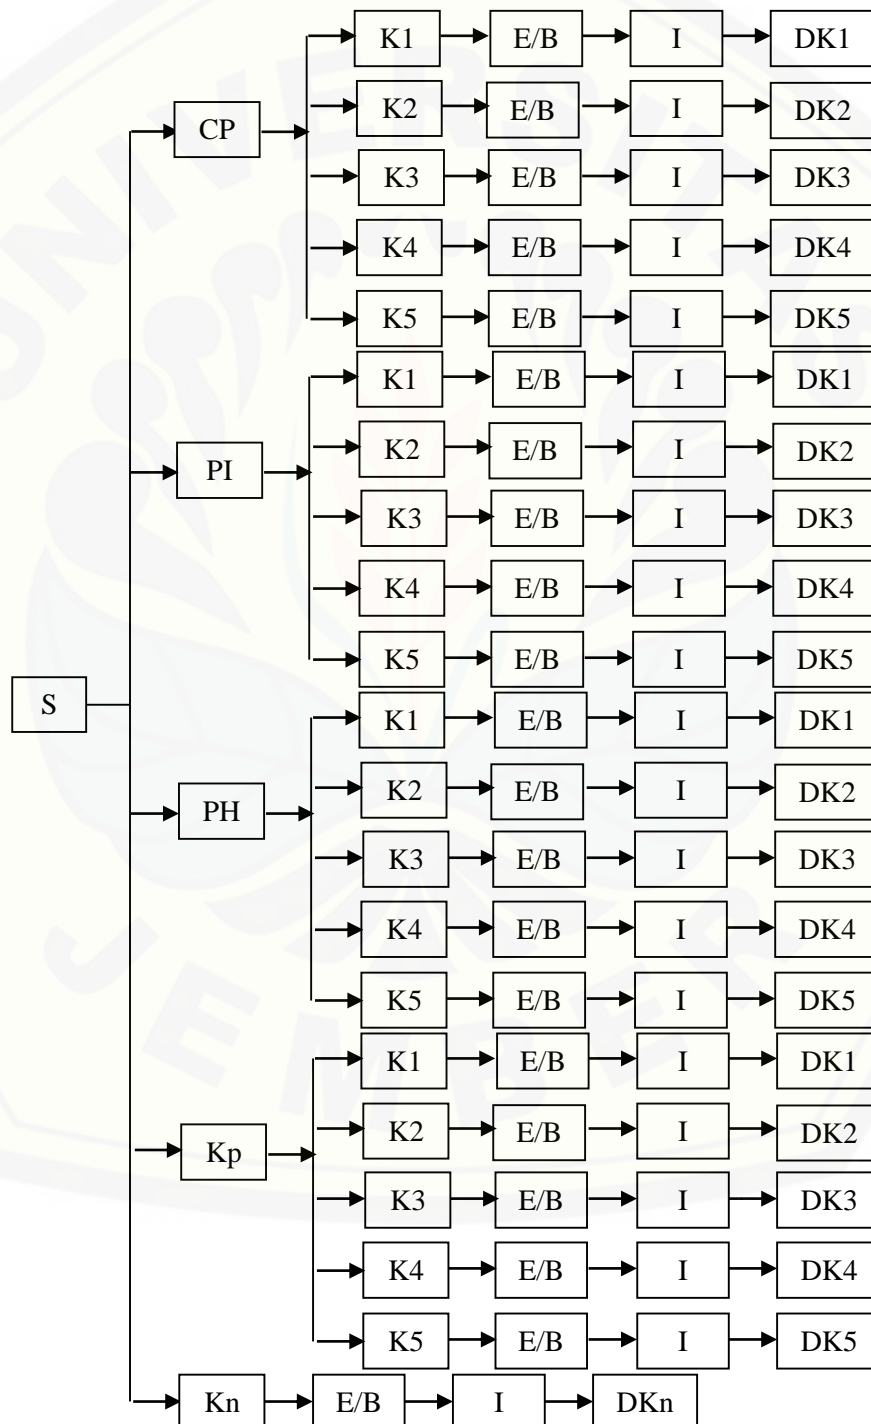 K1 E/B I DK1
K2 E/B I DK2
CP
K3 E/B I DK3
K4 E/B I DK4
K5 E/B I DK5
K1 E/B I DK1
K2 E/B I DK2
PI
K3 E/B I DK3
K4 E/B I DK4
K5 E/B I DK5
S
K1 E/B I DK1
K2 E/B I DK2
PH
K3 E/B I DK3
K4 E/B I DK4
K5 E/B I DK5
K1 E/B I DK1
K2 E/B I DK2
Kp
K3 E/B I DK3
K4 E/B I DK4
K5 E/B I DK5
Kn E/B I DKn
UNIVERSITAS
JEMBER